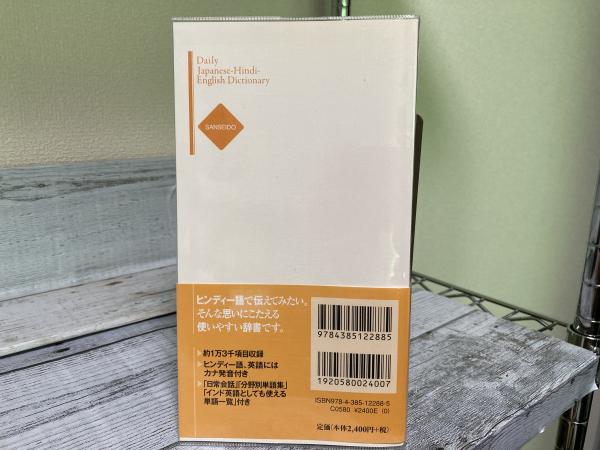 Daily
Japanese-Hindi-
English Dictionary
SANSEIDO
ヒンディー語で伝えてみたい。
そんな思いにこたえる
使いやすい辞書です。
▶約1万3千項目収録
▶ヒンディー語、英語には
カナ発音付き
▶「日常会話」「分野別単語集」
「インド英語としても使える
単語一覧」付き
9784385122885
1920580024007
ISBN978-4-385-12288-5
C0580 ¥2400E (0)
定価(本体2,400円+税)